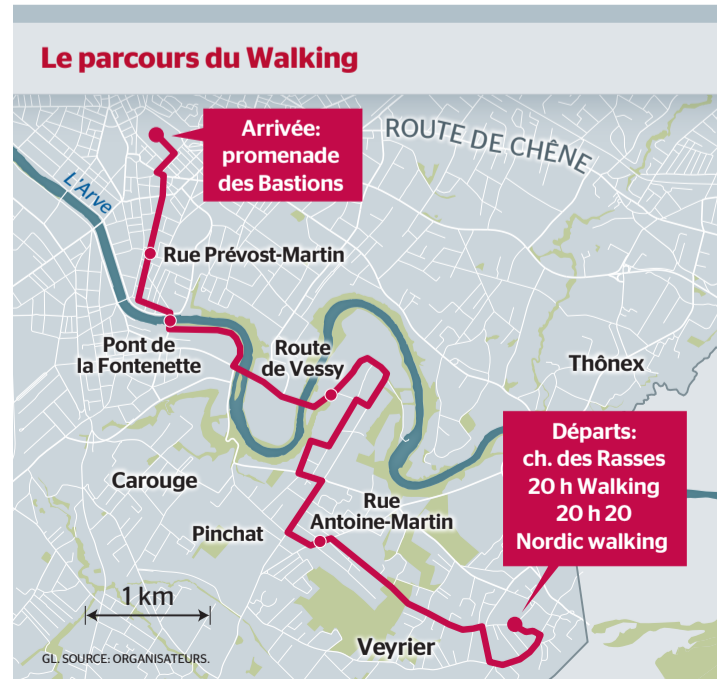 Le parcours du Walking
Arrivée:
promenade
des Bastions
ROUTE DE CHÊNE
L'Arve
Rue Prévost-Martin
Pont de
la Fontenette
Route
de Vessy
Thônex
Départs:
ch. des Rasses
20 h Walking
20 h 20
Nordic walking
Carouge
Rue
Antoine-Martin
Pinchat
1 km
Veyrier
GL. SOURCE: ORGANISATEURS.